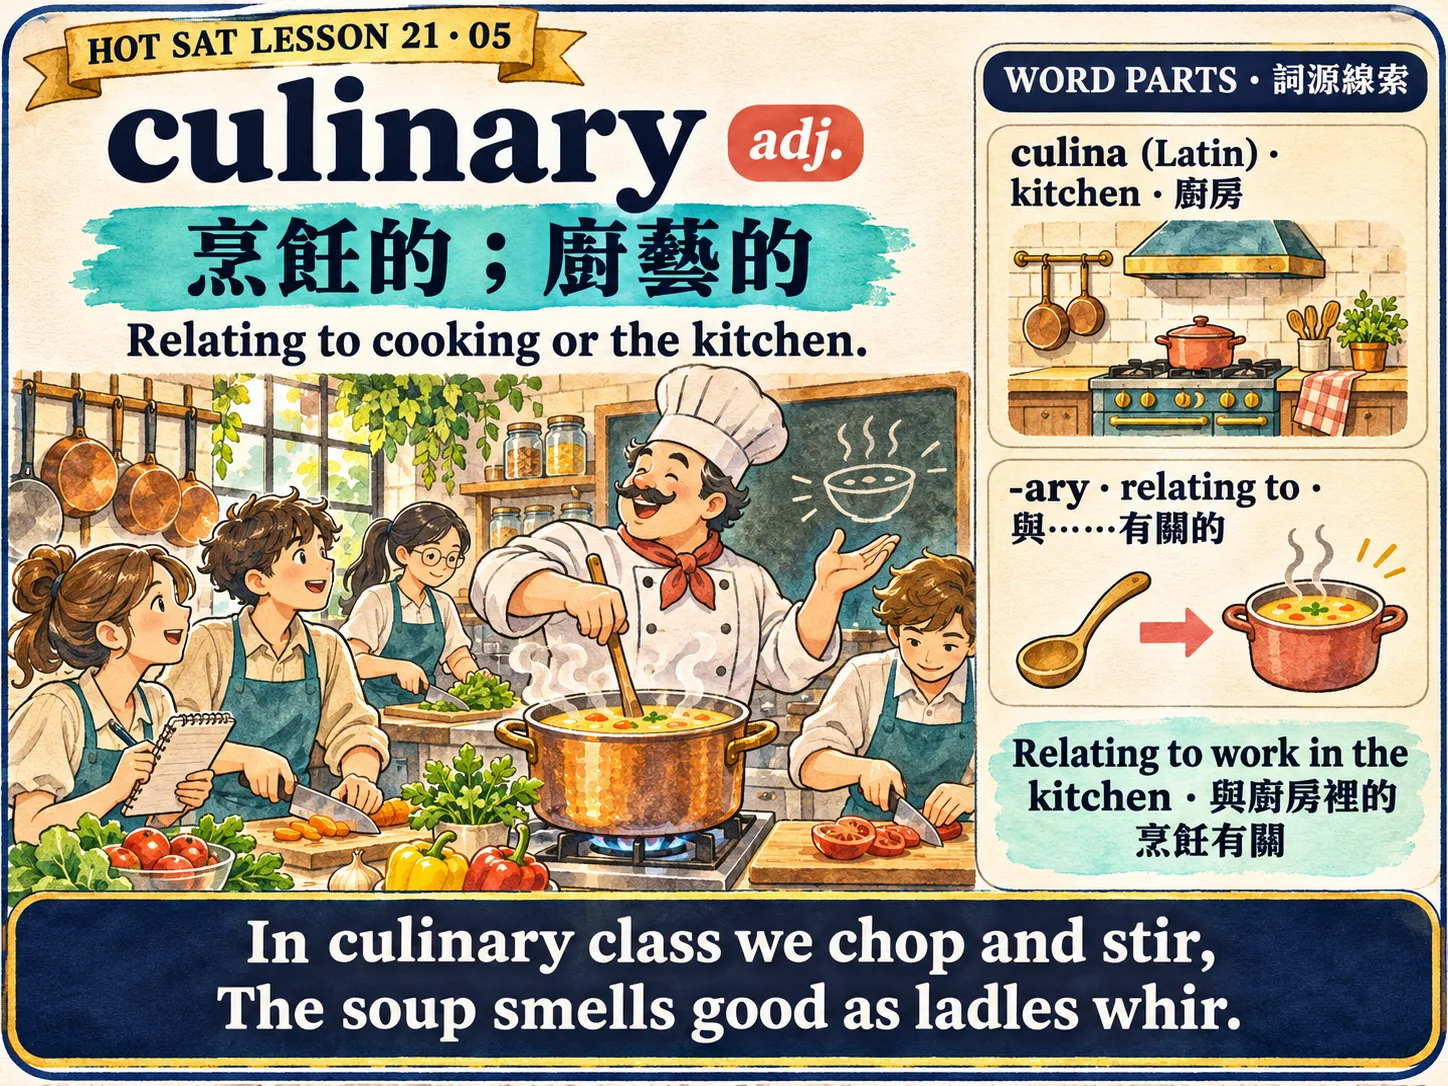 HOT SAT LESSON 21 · 05
culinary adj.
烹飪的；廚藝的
Relating to cooking or the kitchen.
WORD PARTS · 詞源線索
culina (Latin) ·
kitchen · 廚房
-ary · relating to ·
與……有關的
Relating to work in the
kitchen · 與廚房裡的
烹飪有關
In culinary class we chop and stir,
The soup smells good as ladles whir.